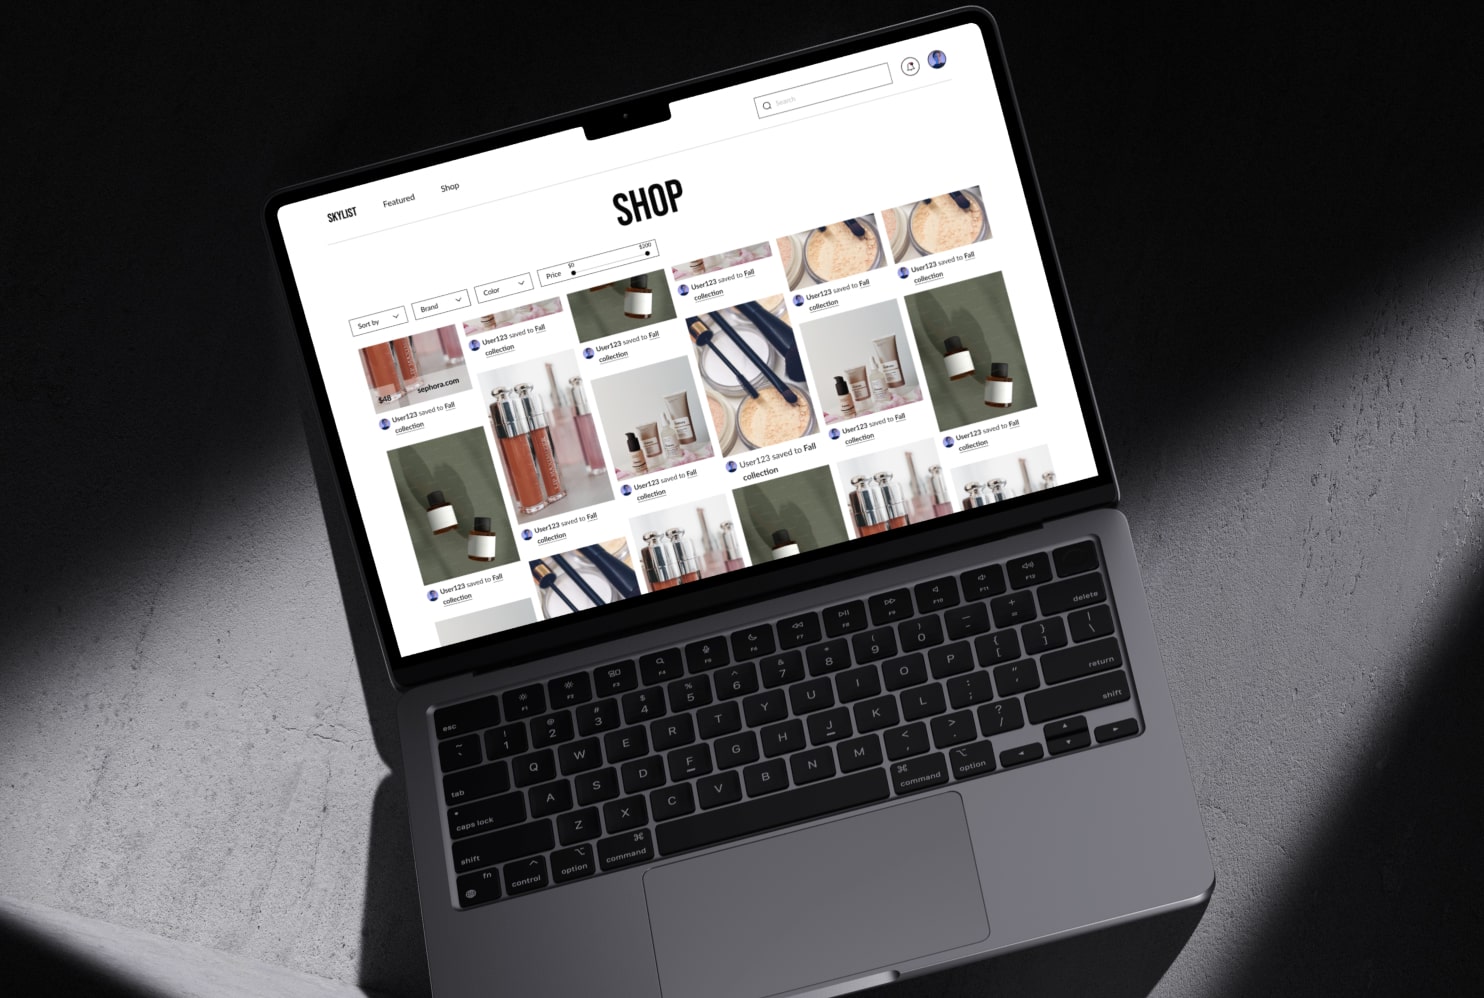 SKYLIST
Featured
Shop
Search
SHOP
Sort by
Brand
Color
Price
$0
$200
$48
sephora.com
User123 saved to Fall
collection
User123 saved to Fall
collection
User123 saved to Fall
collection
User123 saved to Fall
collection
User123 saved to Fall
collection
User123 saved to Fall
collection
User123 saved to Fall
collection
User123 saved to Fall
collection
User123 saved to Fall
collection
User123 saved to Fall
collection
User123 saved to Fall
collection
User123 saved to Fall
collection
esc F1 F2 F3 F4 F5 F6 F7 F8 F9 F10 F11 F12
~ ! @ # $ % ^ & * ( ) — +
` 1 2 3 4 5 6 7 8 9 0 - =
delete
tab Q W E R T Y U I O P { [ } ] | \
caps lock A S D F G H J K L : ; " ' return
shift Z X C V B N M < , > . ? / shift
fn control option command command option